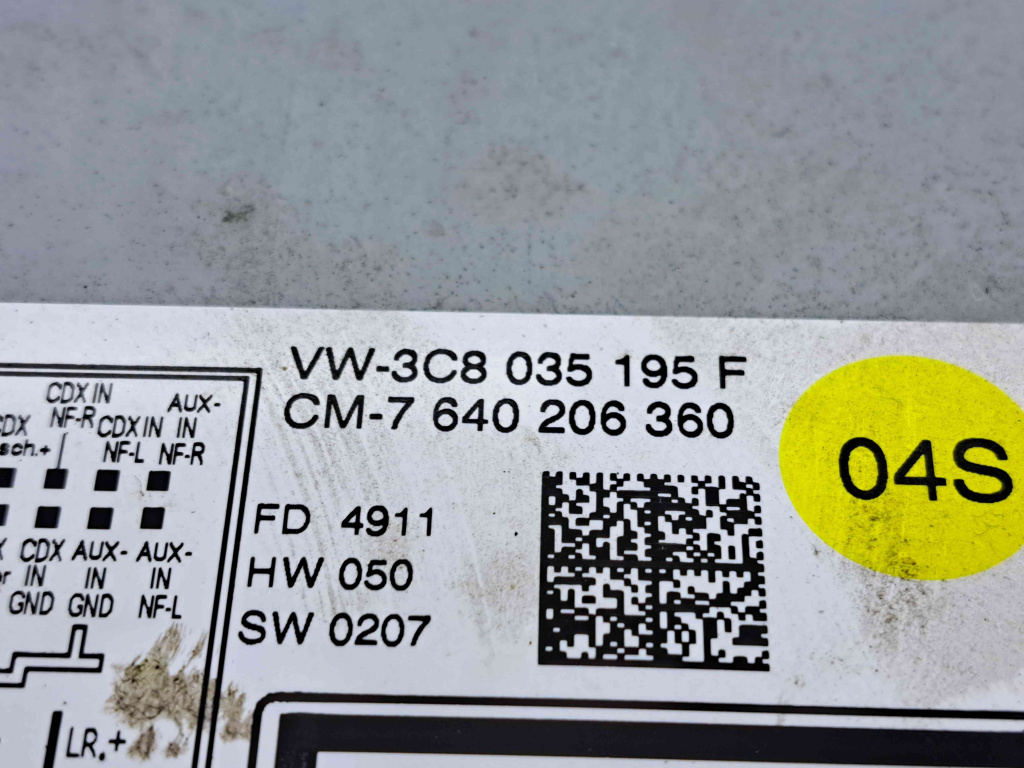 VW-3C8 035 195 F
CM-7 640 206 360
04S
FD 4911
HW 050
SW 0207
CDX IN
NF-R
CDX IN
NF-L
AUX-
IN
NF-R
CDX
IN
GND
AUX-
IN
GND
AUX-
IN
NF-L
LR.+